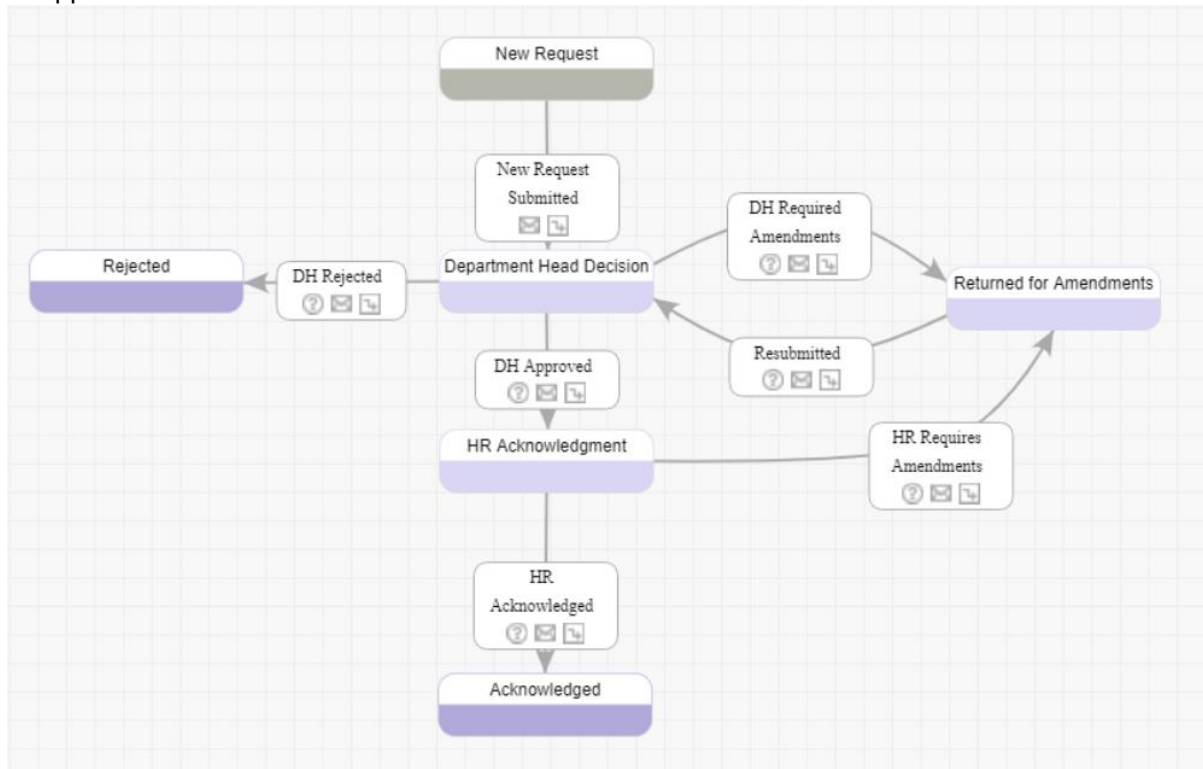 New Request
New Request
Submitted
DH Required
Amendments
Rejected
DH Rejected
Department Head Decision
Returned for Amendments
Resubmitted
DH Approved
HR Acknowledgment
HR Requires
Amendments
HR
Acknowledged
Acknowledged